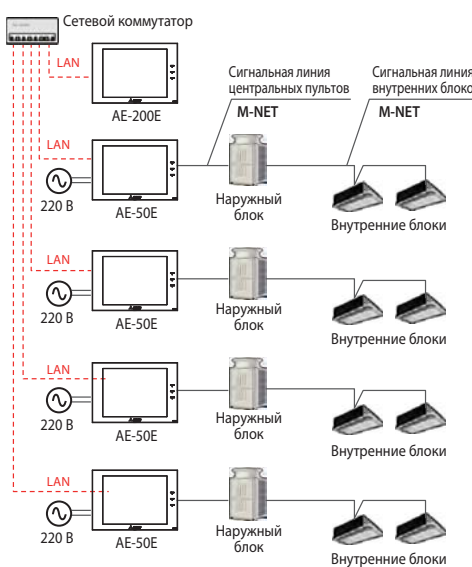 Сетевой коммутатор
LAN
AE-200E
Сигнальная линия
центральных пультов
M-NET
Сигнальная линия
внутренних блоко
M-NET
LAN
220 В
AE-50E
Наружный
блок
Внутренние блоки
LAN
220 В
AE-50E
Наружный
блок
Внутренние блоки
LAN
220 В
AE-50E
Наружный
блок
Внутренние блоки
LAN
220 В
AE-50E
Наружный
блок
Внутренние блоки